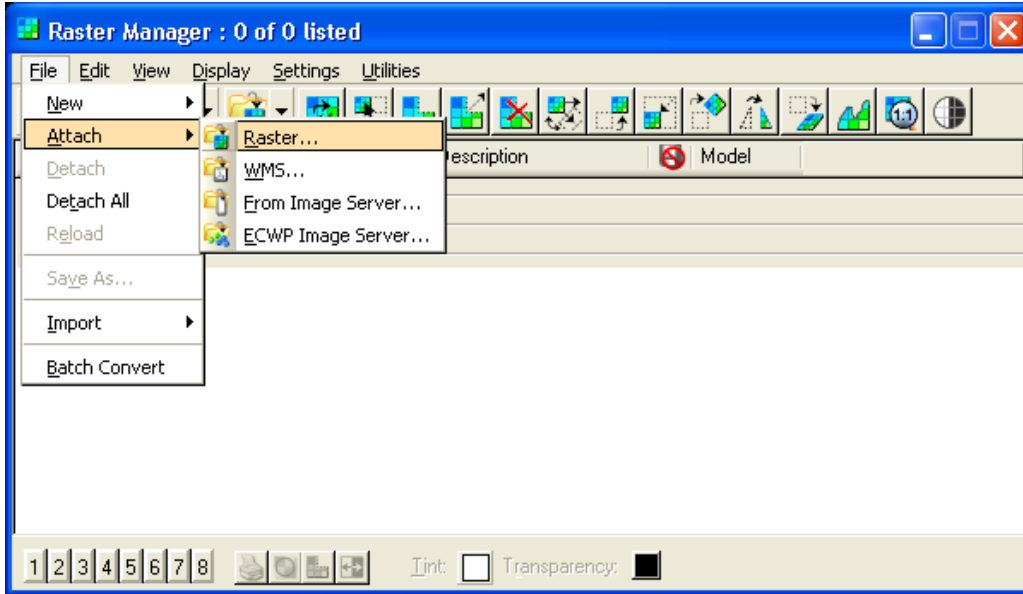 Raster Manager : 0 of 0 listed
File Edit View Display Settings Utilities
New
Attach
Detach
Detach All
Reload
Save As...
Import
Batch Convert
Raster...
WMS...
From Image Server...
ECWP Image Server...
1:1
escription Model
1 2 3 4 5 6 7 8 Tint: Transparency: